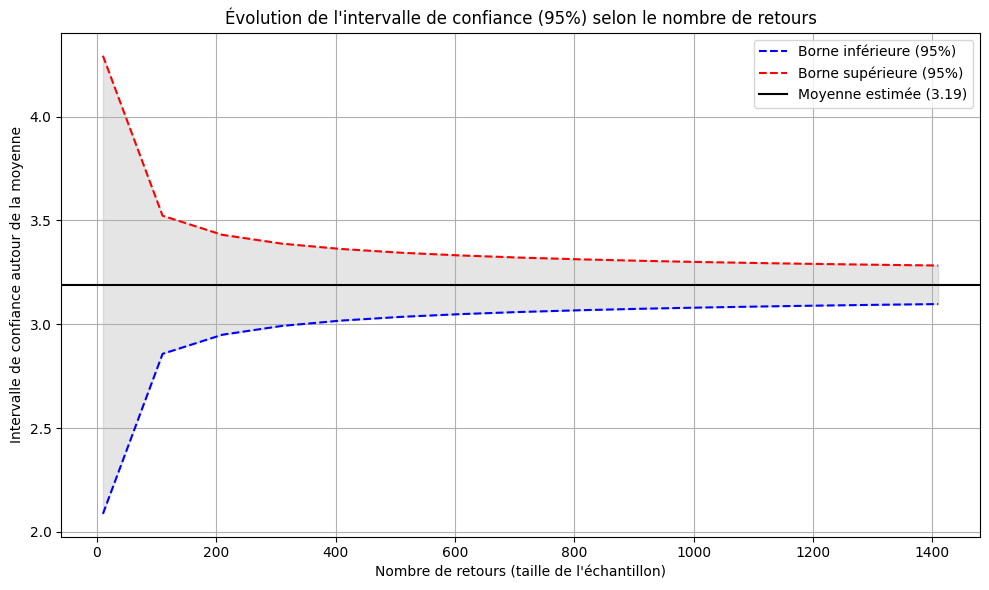 Évolution de l'intervalle de confiance (95%) selon le nombre de retours
Borne inférieure (95%)
Borne supérieure (95%)
Moyenne estimée (3.19)
Intervalle de confiance autour de la moyenne
4.0
3.5
3.0
2.5
2.0
0 200 400 600 800 1000 1200 1400
Nombre de retours (taille de l'échantillon)